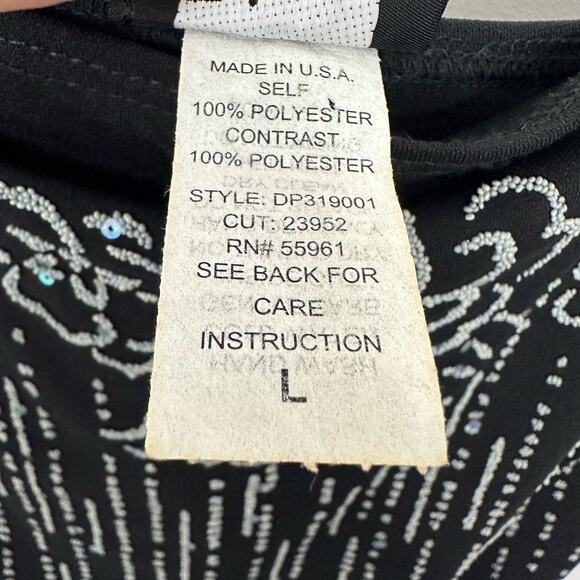 MADE IN U.S.A.
SELF
100% POLYESTER
CONTRAST
100% POLYESTER
STYLE: DP319001
CUT: 23952
RN# 55961
SEE BACK FOR
CARE
INSTRUCTION
L